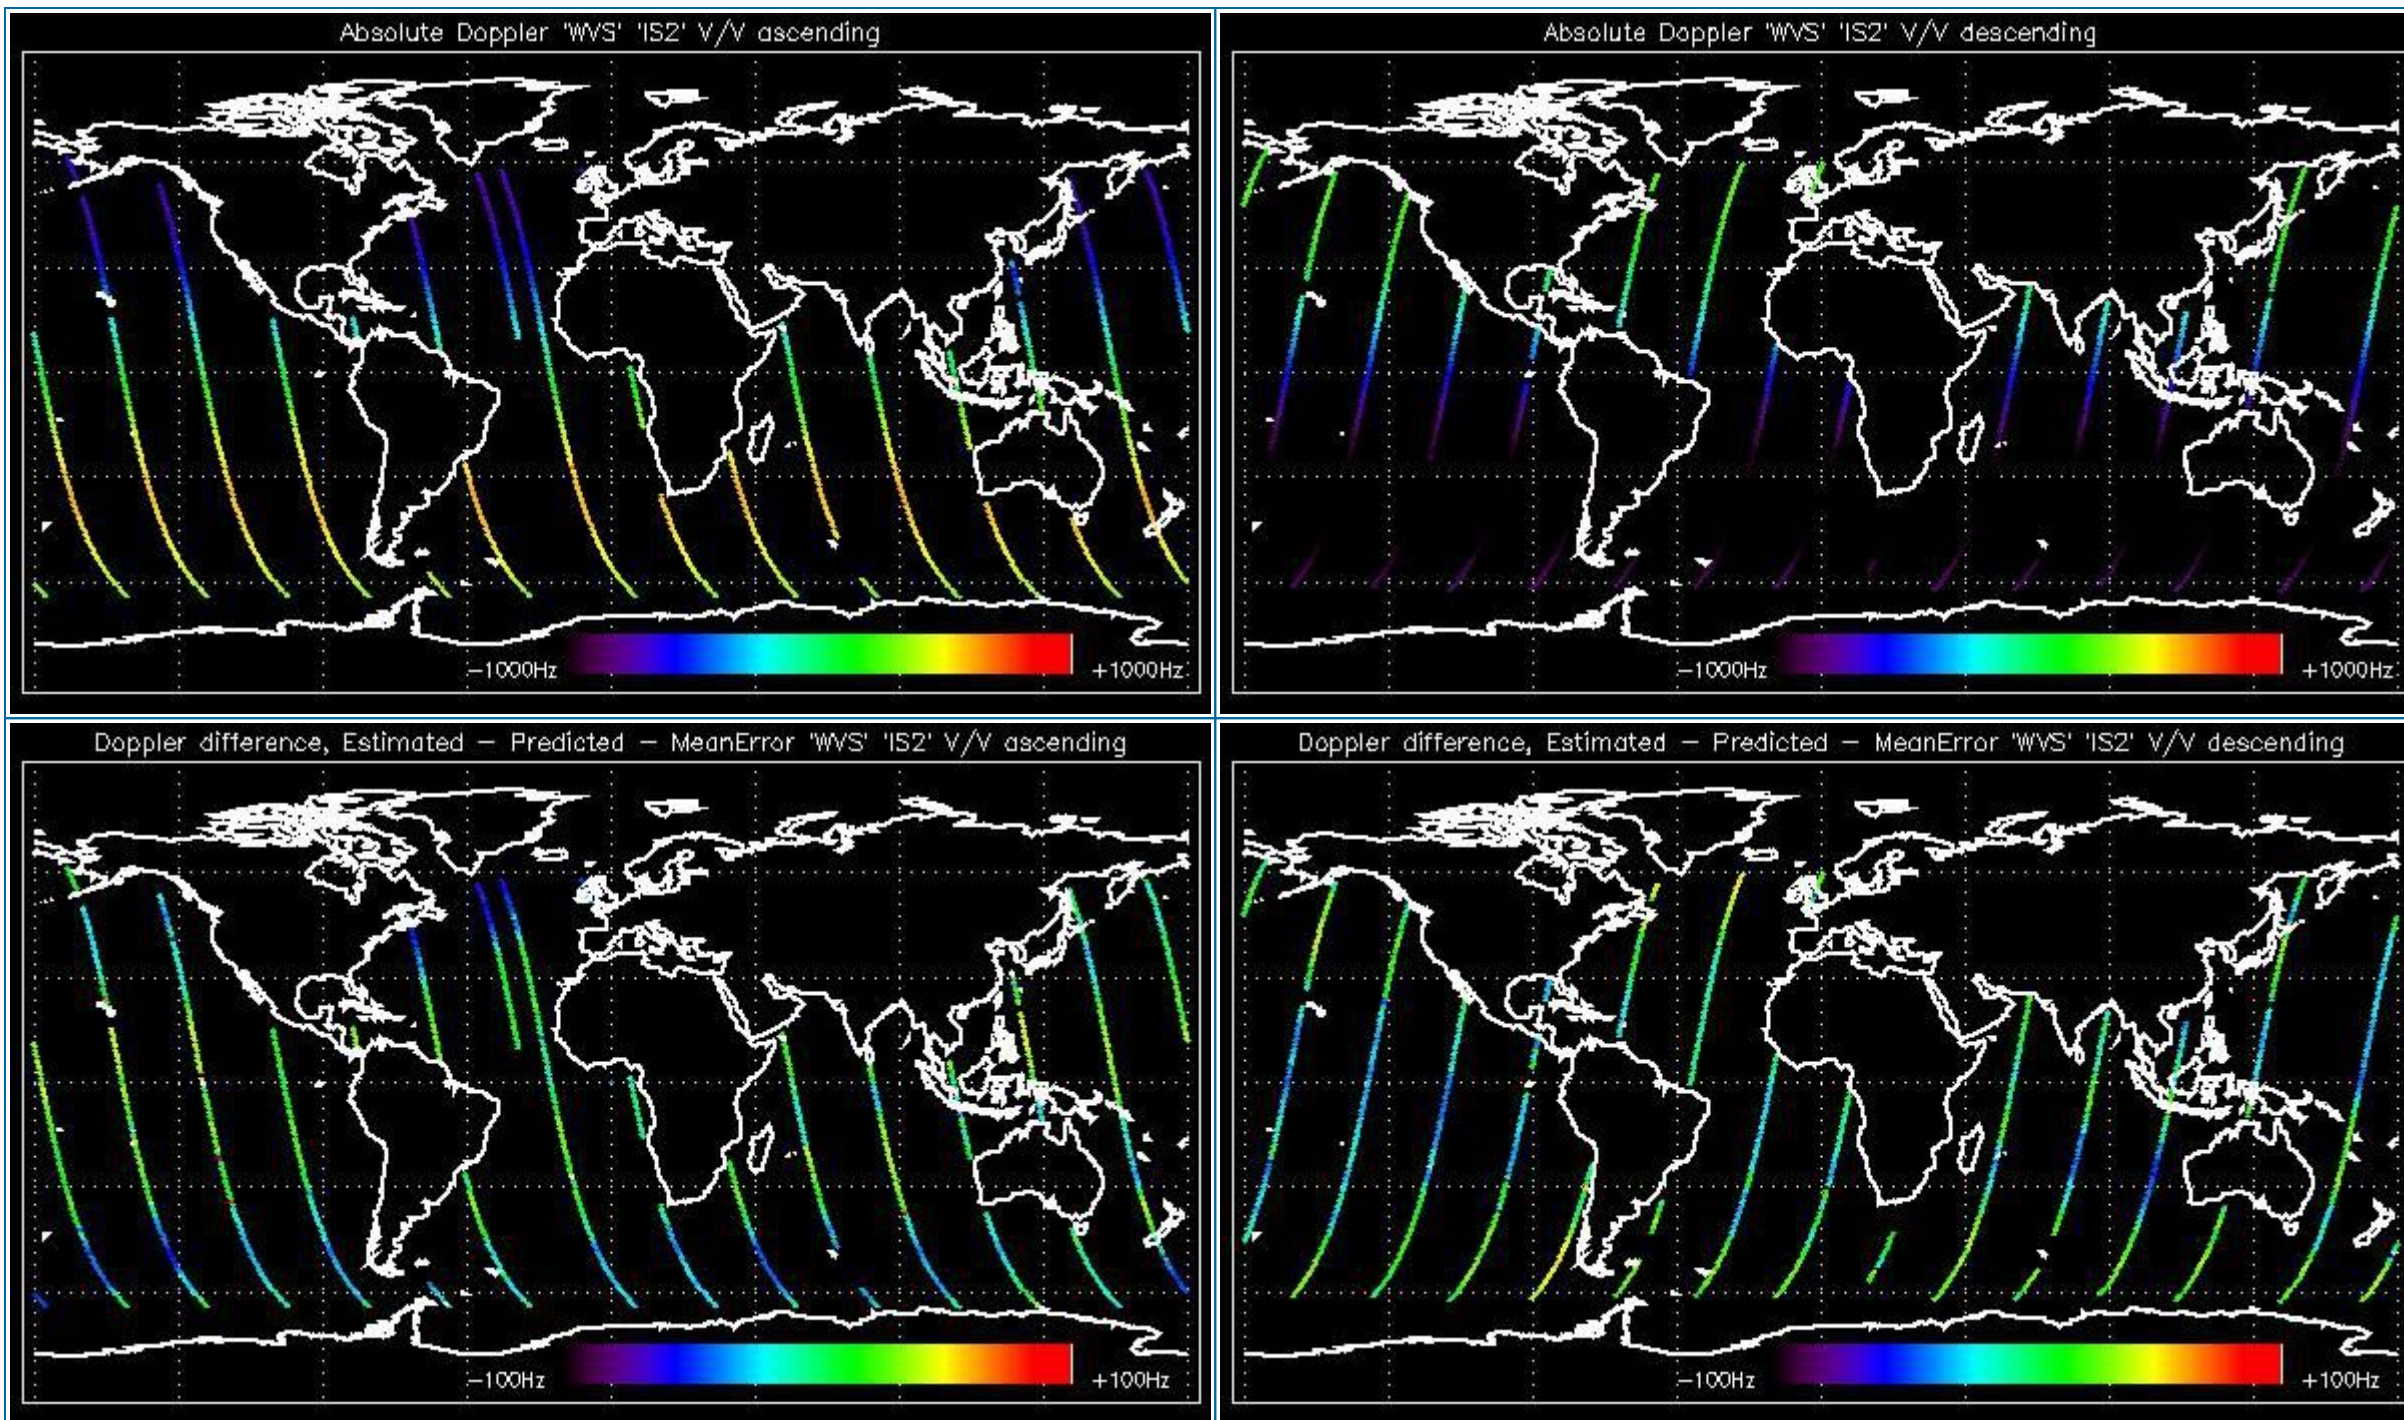 Absolute Doppler 'WVS' 'IS2' V/V ascending
−1000Hz
+1000Hz
Absolute Doppler 'WVS' 'IS2' V/V descending
−1000Hz
+1000Hz
Doppler difference, Estimated − Predicted − MeanError 'WVS' 'IS2' V/V ascending
−100Hz
+100Hz
Doppler difference, Estimated − Predicted − MeanError 'WVS' 'IS2' V/V descending
−100Hz
+100Hz